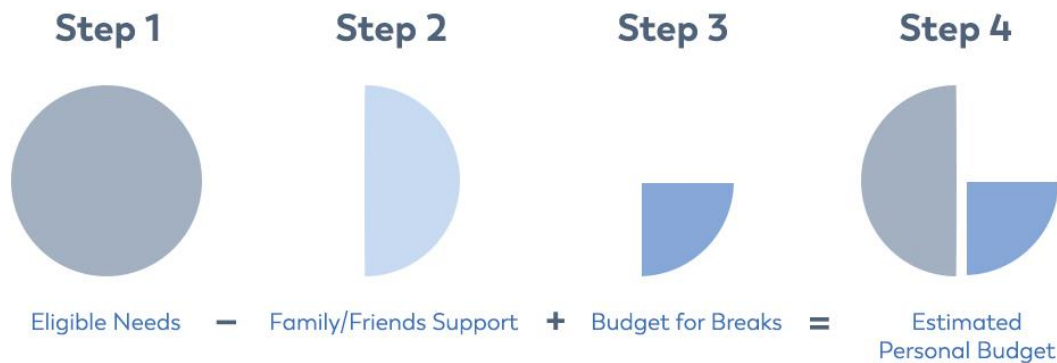 Step 1 Step 2 Step 3 Step 4
Eligible Needs – Family/Friends Support + Budget for Breaks = Estimated
Personal Budget